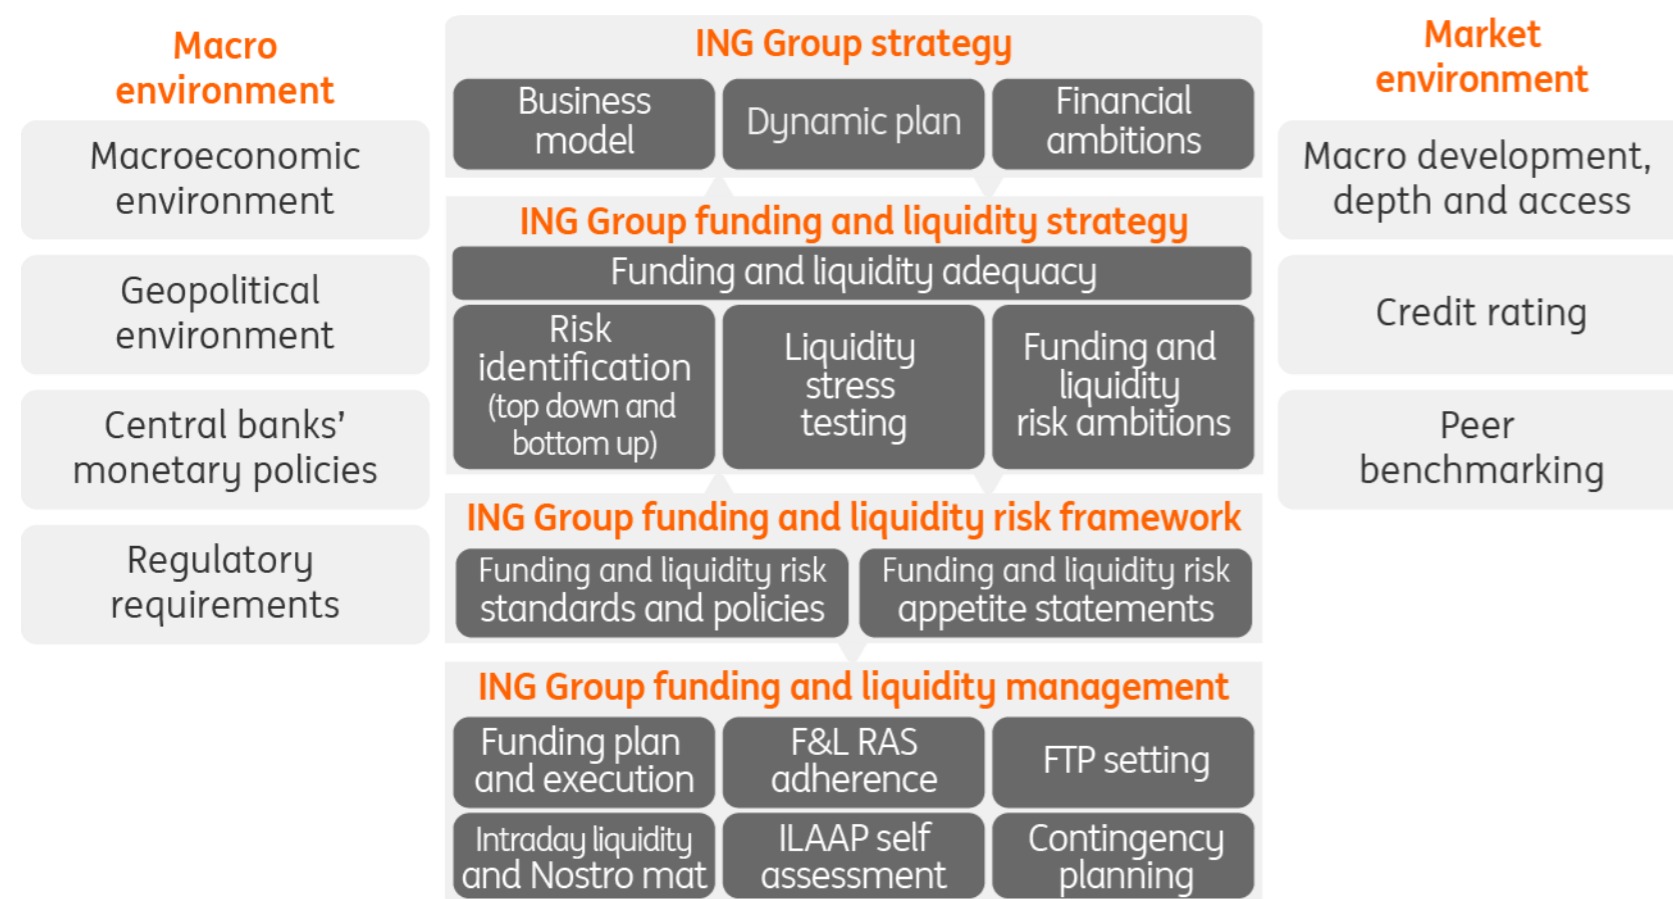 Macro
environment
Macroeconomic
environment
Geopolitical
environment
Central banks’
monetary policies
Regulatory
requirements
ING Group strategy
Business
model
Dynamic plan
Financial
ambitions
ING Group funding and liquidity strategy
Funding and liquidity adequacy
Risk
identification
(top down and
bottom up)
Liquidity
stress
testing
Funding and
liquidity
risk ambitions
ING Group funding and liquidity risk framework
Funding and liquidity risk
standards and policies
Funding and liquidity risk
appetite statements
ING Group funding and liquidity management
Funding plan
and execution
F&L RAS
adherence
FTP setting
Intraday liquidity
and Nostro mat
ILAAP self
assessment
Contingency
planning
Market
environment
Macro development,
depth and access
Credit rating
Peer
benchmarking